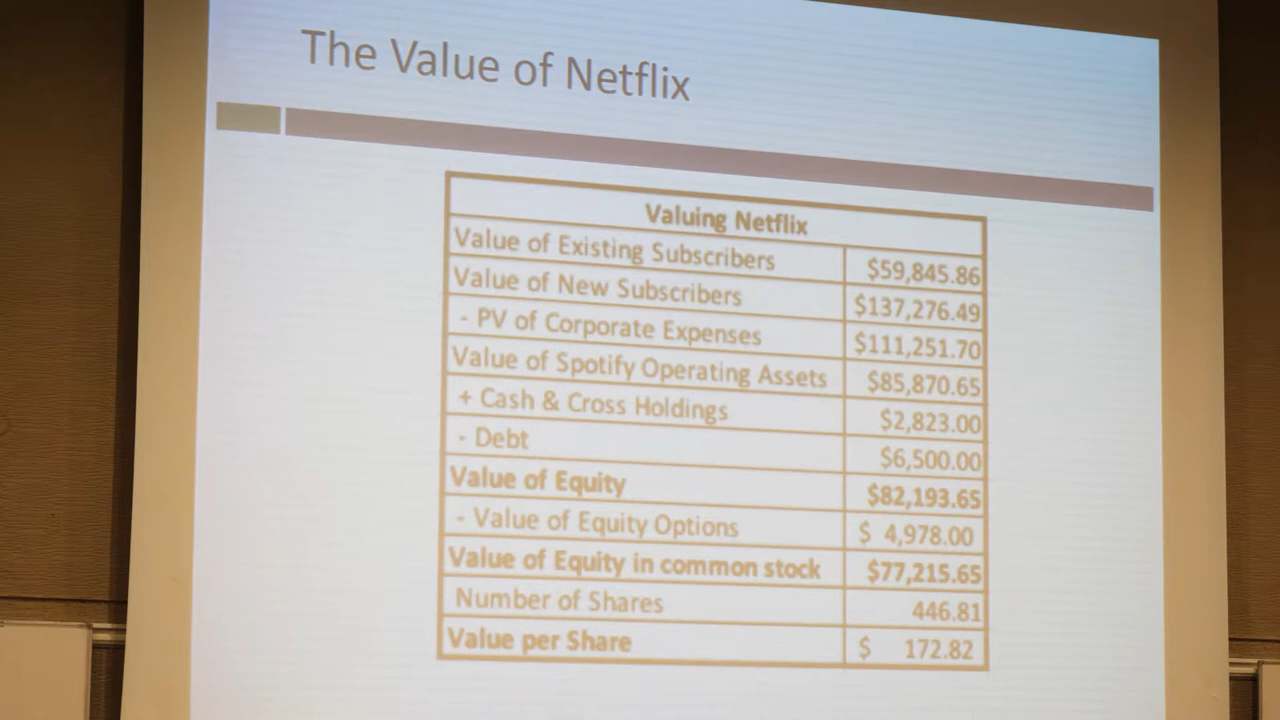 The Value of Netflix
Valuing Netflix
Value of Existing Subscribers $59,845.86
Value of New Subscribers $137,276.49
- PV of Corporate Expenses $111,251.70
Value of Spotify Operating Assets $85,870.65
+ Cash & Cross Holdings $2,823.00
- Debt $6,500.00
Value of Equity $82,193.65
- Value of Equity Options $ 4,978.00
Value of Equity in common stock $77,215.65
Number of Shares 446.81
Value per Share $ 172.82